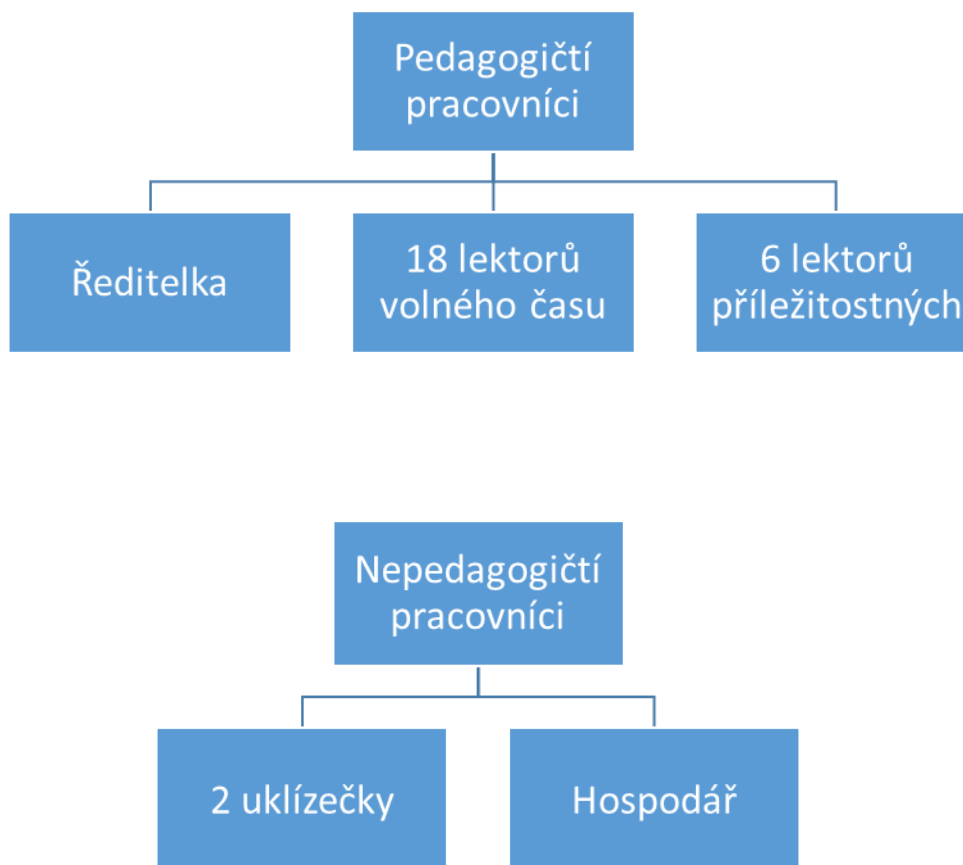 Pedagogičtí
pracovníci
Ředitelka
18 lektorů
volného času
6 lektorů
příležitostných
Nepedagogičtí
pracovníci
2 uklízečky
Hospodář